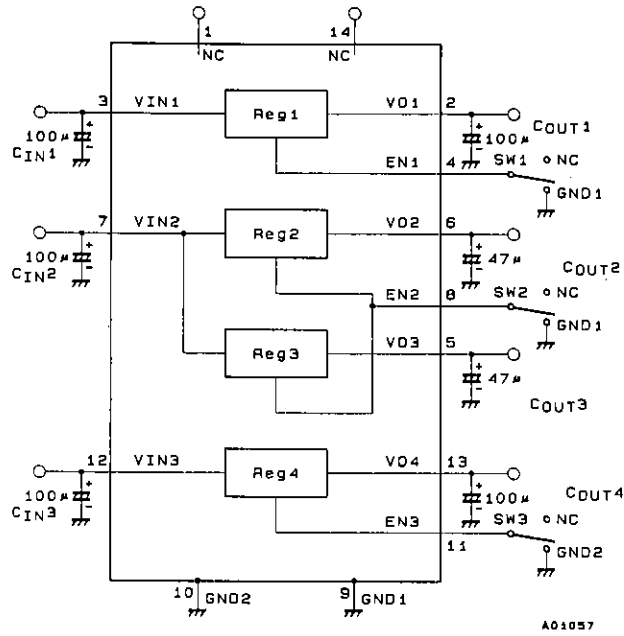 1 14
NC NC
3 VIN1 Reg1 VO1 2
100μ + - CIN1
+ - 100μ COUT1
EN1 4 SW1 NC
GND1
7 VIN2 Reg2 VO2 6
100μ + - CIN2
+ - 47μ COUT2
EN2 8 SW2 NC
GND1
Reg3 VO3 5
+ - 47μ COUT3
12 VIN3 Reg4 VO4 13
100μ + - CIN3
+ - 100μ COUT4
EN3 11 SW3 NC
GND2
10 GND2 9 GND1
A01057